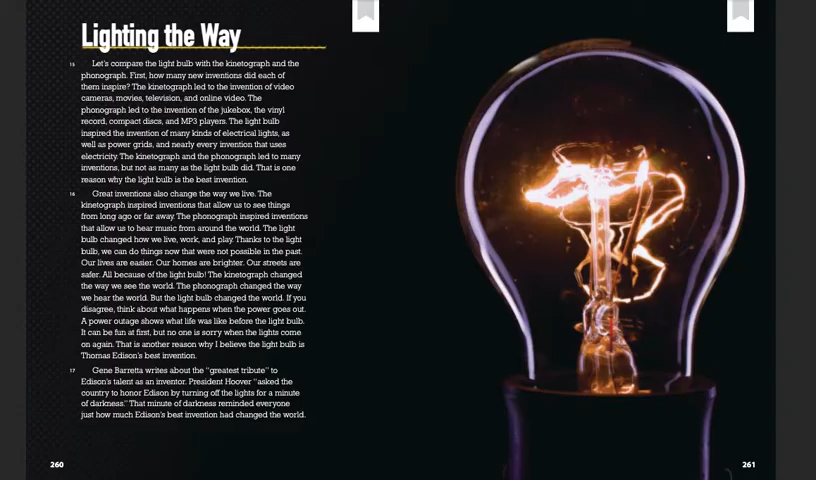 Lighting the Way
15 Let's compare the light bulb with the kinetograph and the
phonograph. First, how many new inventions did each of
them inspire? The kinetograph led to the invention of video
cameras, movies, television, and online video. The
phonograph led to the invention of the jukebox, the vinyl
record, compact discs, and MP3 players. The light bulb
inspired the invention of many kinds of electrical lights, as
well as power grids, and nearly every invention that uses
electricity. The kinetograph and the phonograph led to many
inventions, but not as many as the light bulb did. That is one
reason why the light bulb is the best invention.
16 Great inventions also change the way we live. The
kinetograph inspired inventions that allow us to see things
from long ago or far away. The phonograph inspired inventions
that allow us to hear music from around the world. The light
bulb changed how we live, work, and play. Thanks to the light
bulb, we can do things now that were not possible in the past.
Our lives are easier. Our homes are brighter. Our streets are
safer. All because of the light bulb! The kinetograph changed
the way we see the world. The phonograph changed the way
we hear the world. But the light bulb changed the world. If you
disagree, think about what happens when the power goes out.
A power outage shows what life was like before the light bulb.
It can be fun at first, but no one is sorry when the lights come
on again. That is another reason why I believe the light bulb is
Thomas Edison's best invention.
17 Gene Barretta writes about the "greatest tribute" to
Edison's talent as an inventor. President Hoover "asked the
country to honor Edison by turning off the lights for a minute
of darkness." That minute of darkness reminded everyone
just how much Edison's best invention had changed the world.
260
261